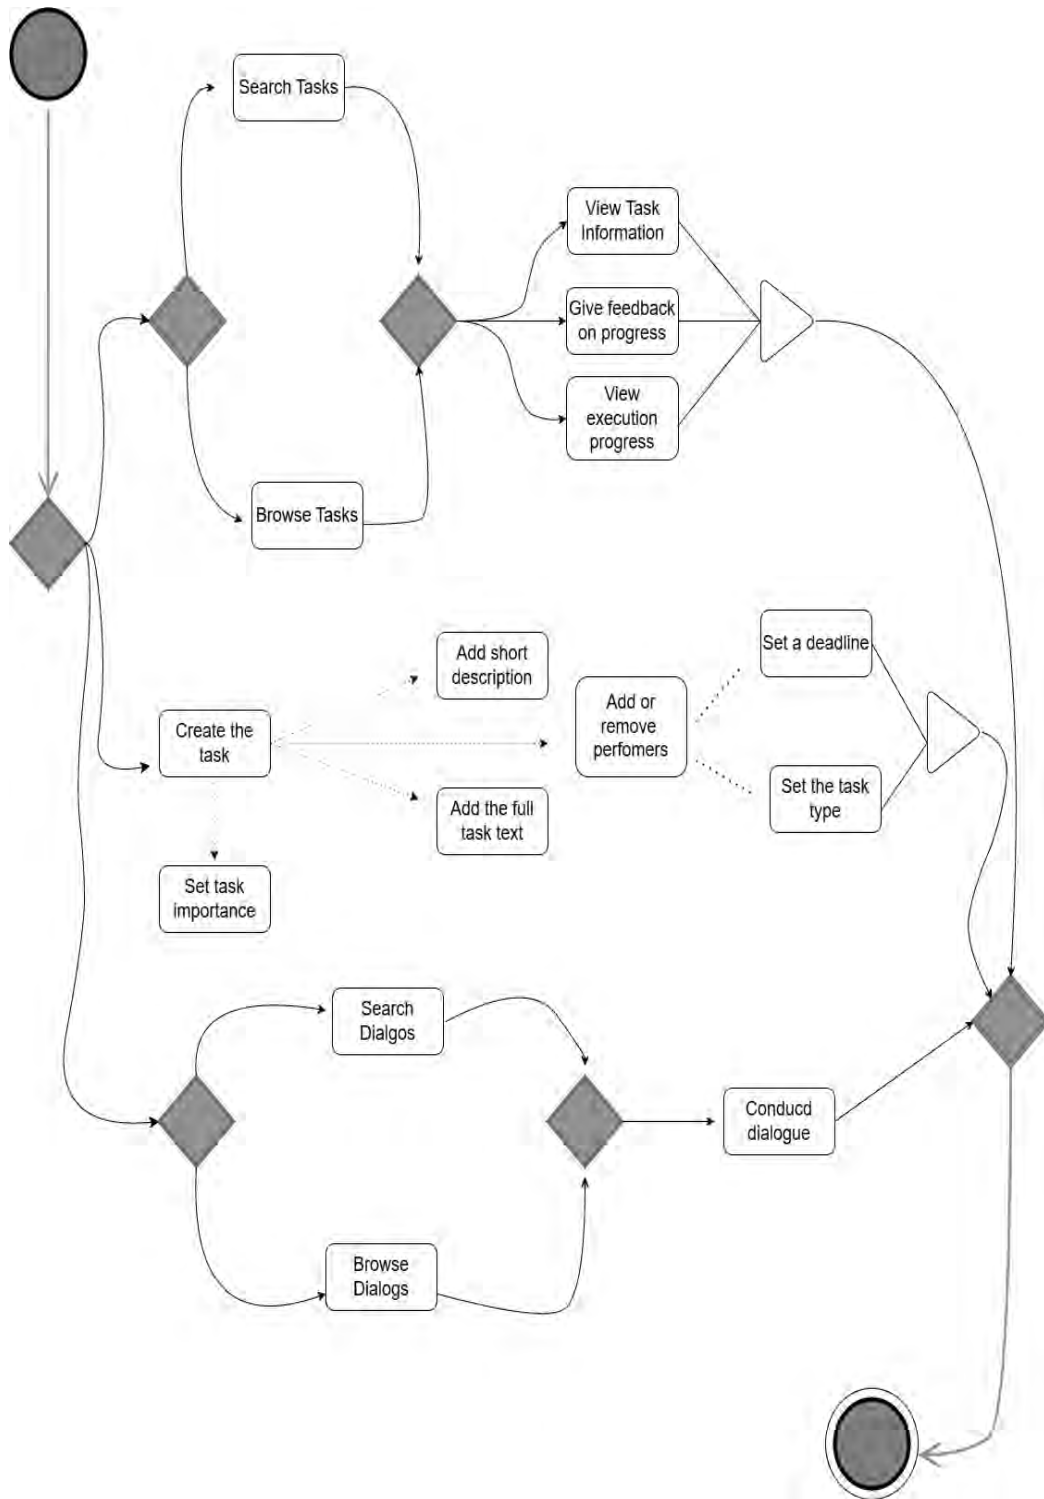 Search Tasks
View Task
Information
Give feedback
on progress
View
execution
progress
Browse Tasks
Set a deadline
Add short
description
Add or
remove
perfomers
Create the
task
Set the task
type
Add the full
task text
Set task
importance
Search
Dialgos
Conducd
dialogue
Browse
Dialogs